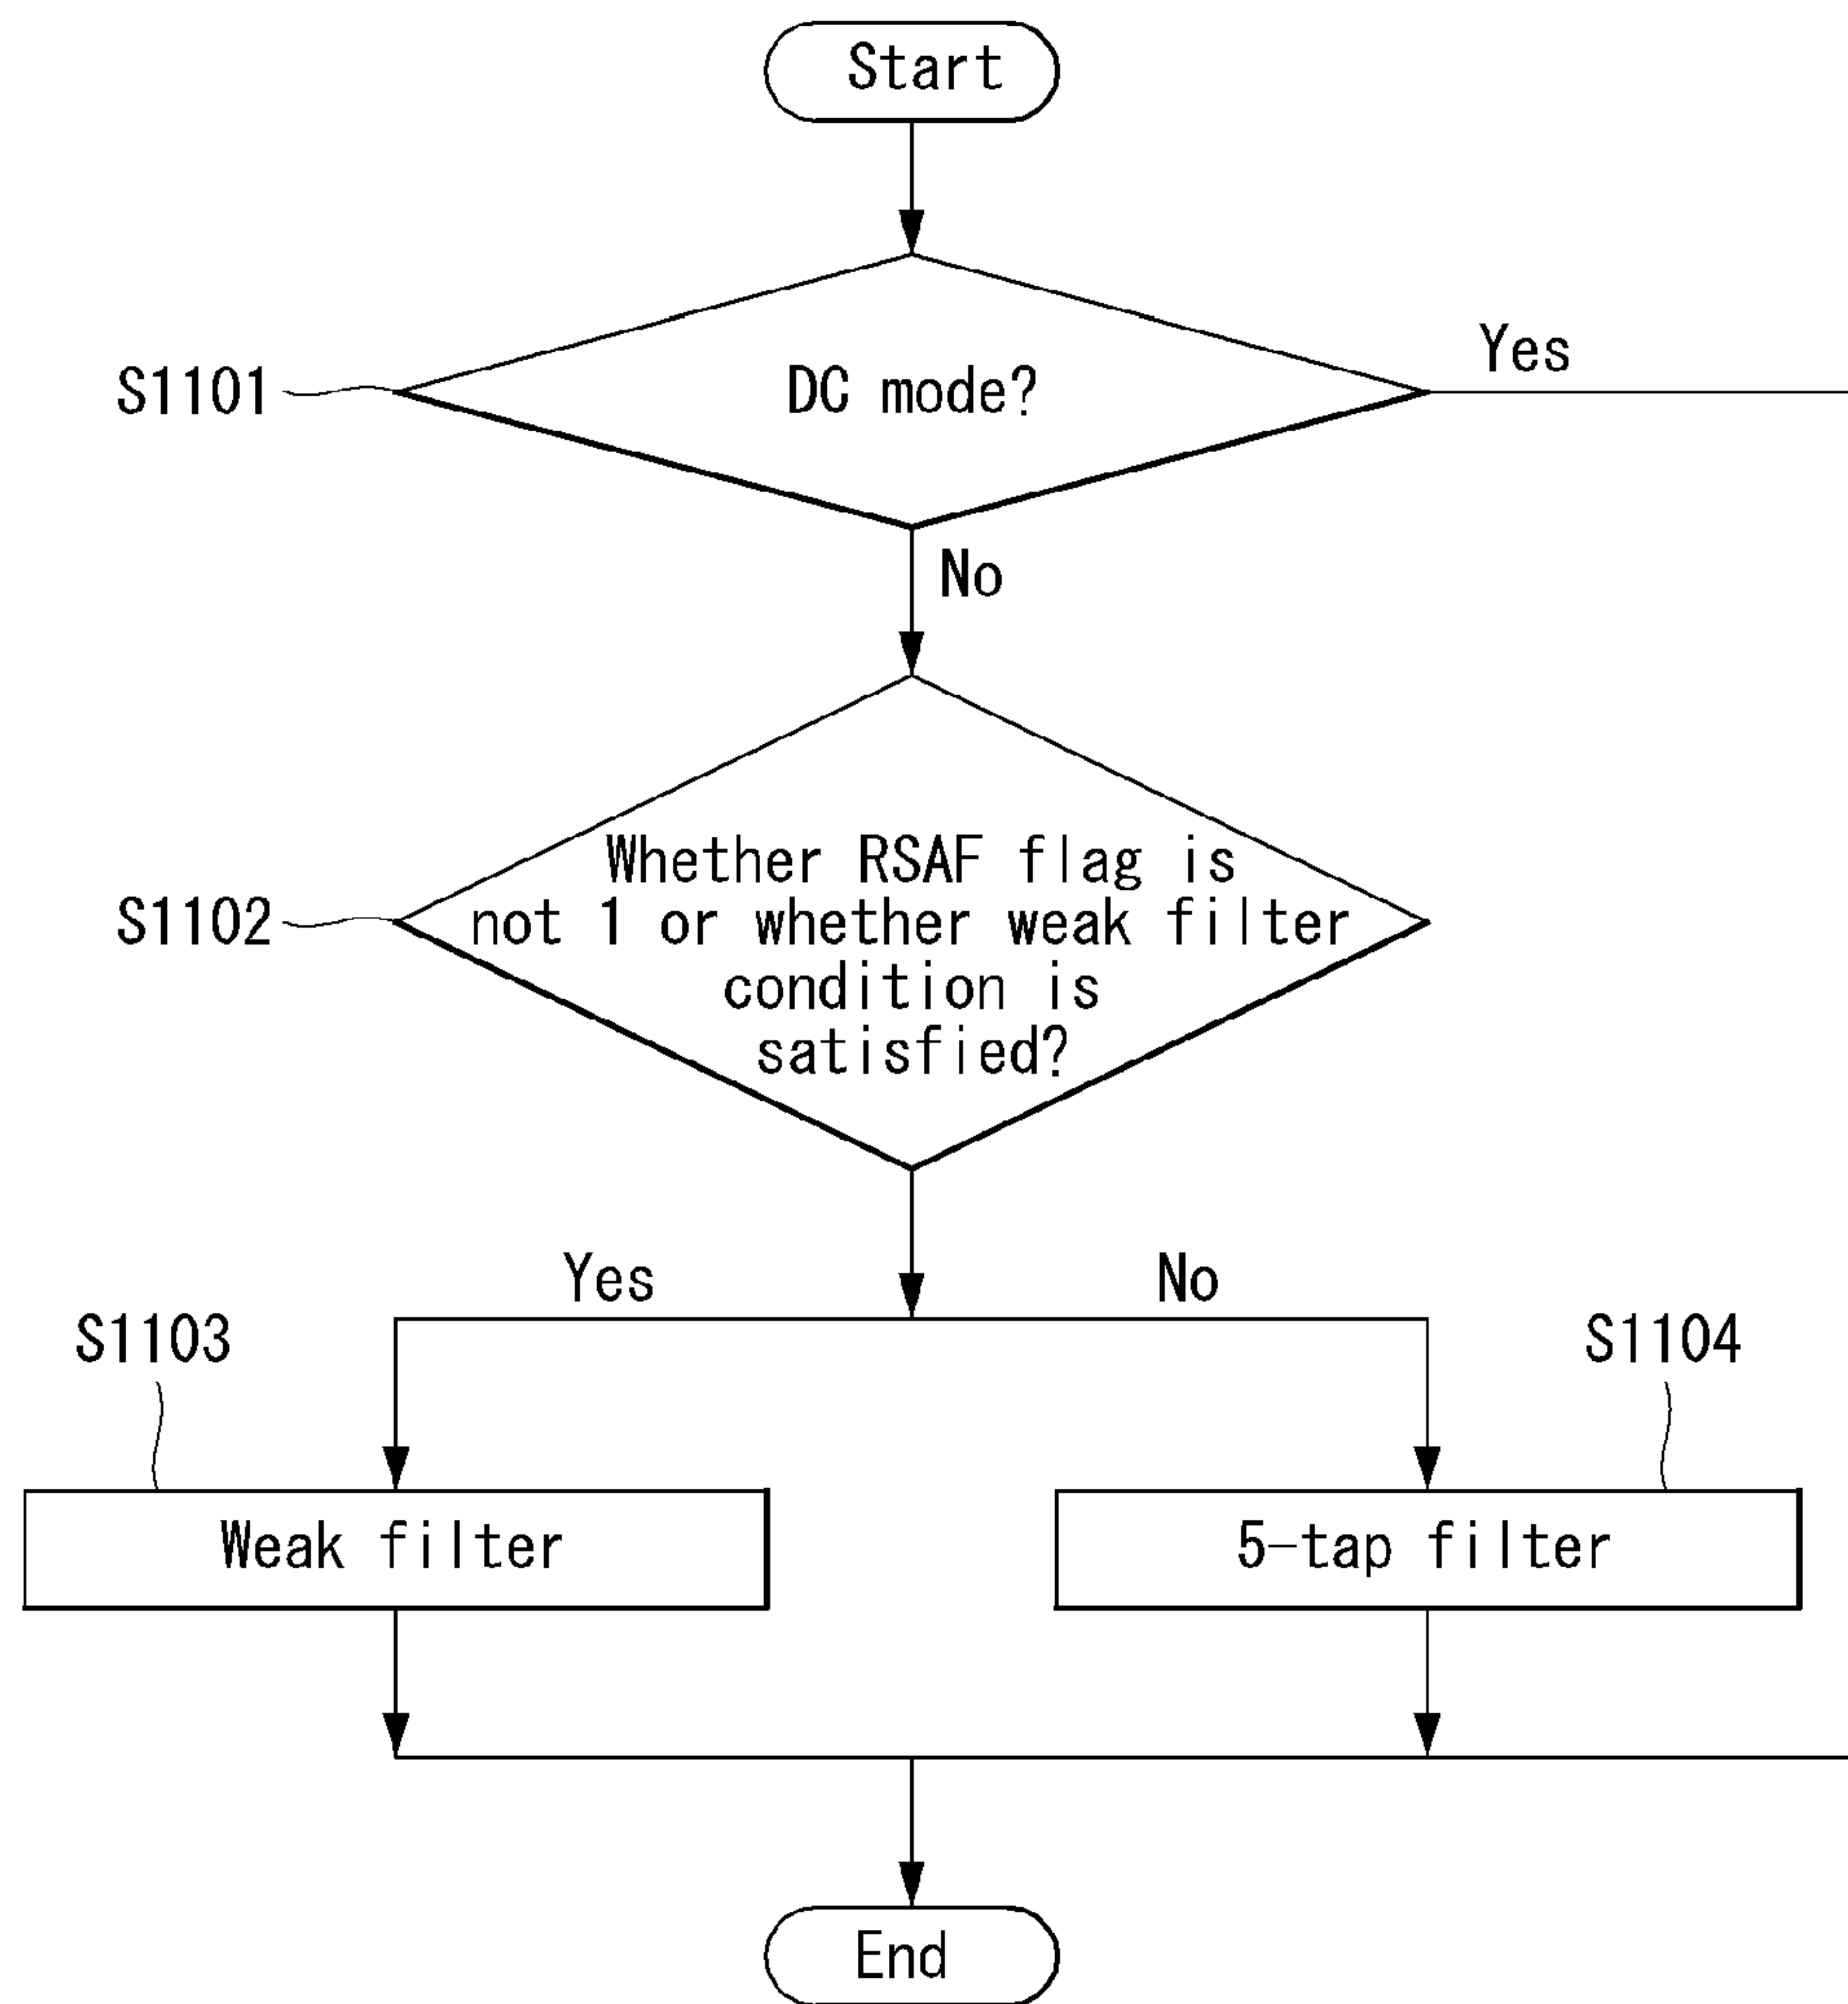 Start
S1101
DC mode?
Yes
No
S1102
Whether RSAF flag is
not 1 or whether weak filter
condition is
satisfied?
Yes
No
S1103
S1104
Weak filter
5-tap filter
End